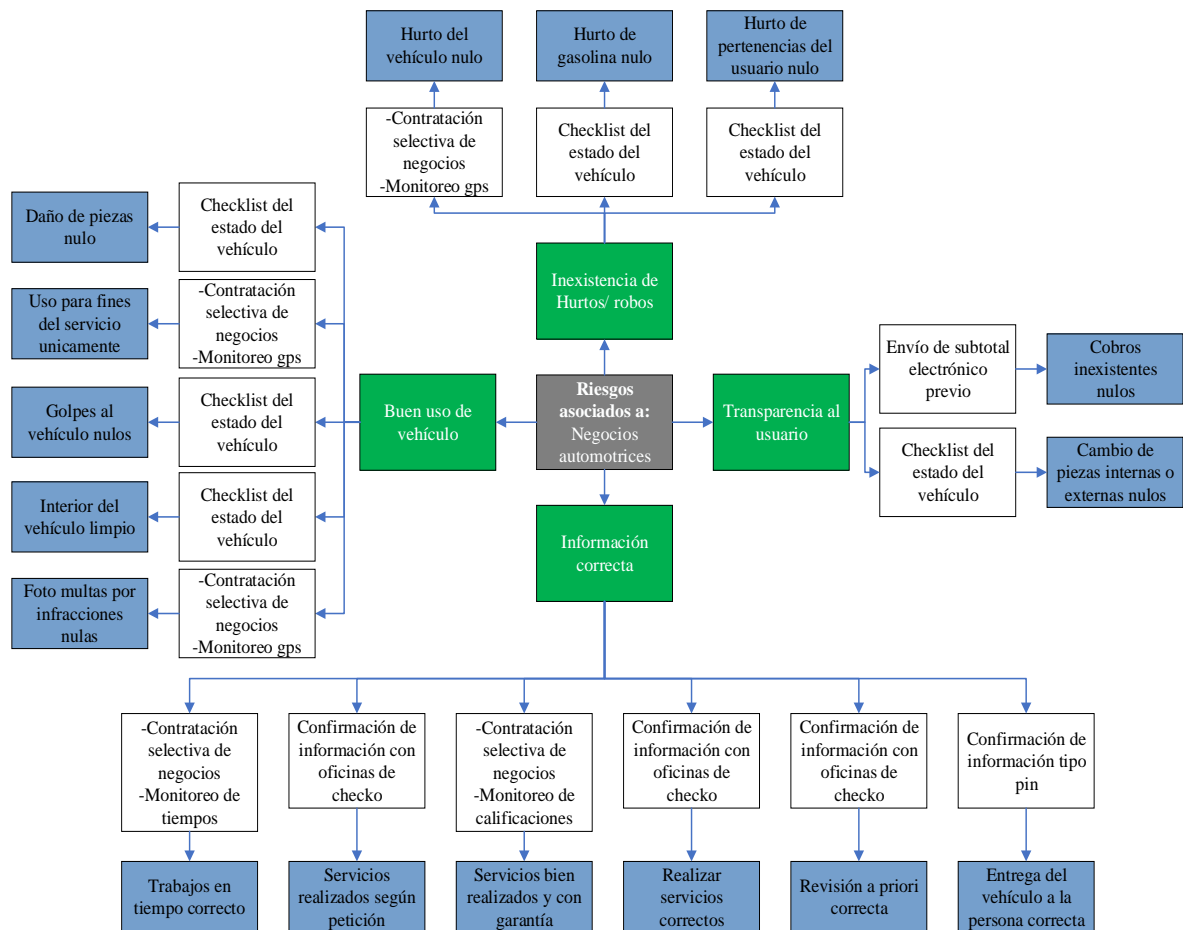 Hurto del
vehículo nulo
Hurto de
gasolina nulo
Hurto de
pertenencias del
usuario nulo
-Contratación
selectiva de
negocios
-Monitoreo gps
Checklist del
estado del
vehículo
Checklist del
estado del
vehículo
Daño de piezas
nulo
Checklist del
estado del
vehículo
Inexistencia de
Hurtos/ robos
Uso para fines
del servicio
unicamente
-Contratación
selectiva de
negocios
-Monitoreo gps
Envío de subtotal
electrónico
previo
Cobros
inexistentes
nulos
Golpes al
vehículo nulos
Checklist del
estado del
vehículo
Buen uso de
vehículo
Riesgos
asociados a:
Negocios
automotrices
Transparencia al
usuario
Checklist del
estado del
vehículo
Cambio de
piezas internas o
externas nulos
Interior del
vehículo limpio
Checklist del
estado del
vehículo
Información
correcta
Foto multas por
infracciones
nulas
-Contratación
selectiva de
negocios
-Monitoreo gps
-Contratación
selectiva de
negocios
-Monitoreo de
tiempos
Confirmación de
información con
oficinas de
checko
-Contratación
selectiva de
negocios
-Monitoreo de
calificaciones
Confirmación de
información con
oficinas de
checko
Confirmación de
información con
oficinas de
checko
Confirmación de
información tipo
pin
Trabajos en
tiempo correcto
Servicios
realizados según
petición
Servicios bien
realizados y con
garantía
Realizar
servicios
correctos
Revisión a priori
correcta
Entrega del
vehículo a la
persona correcta